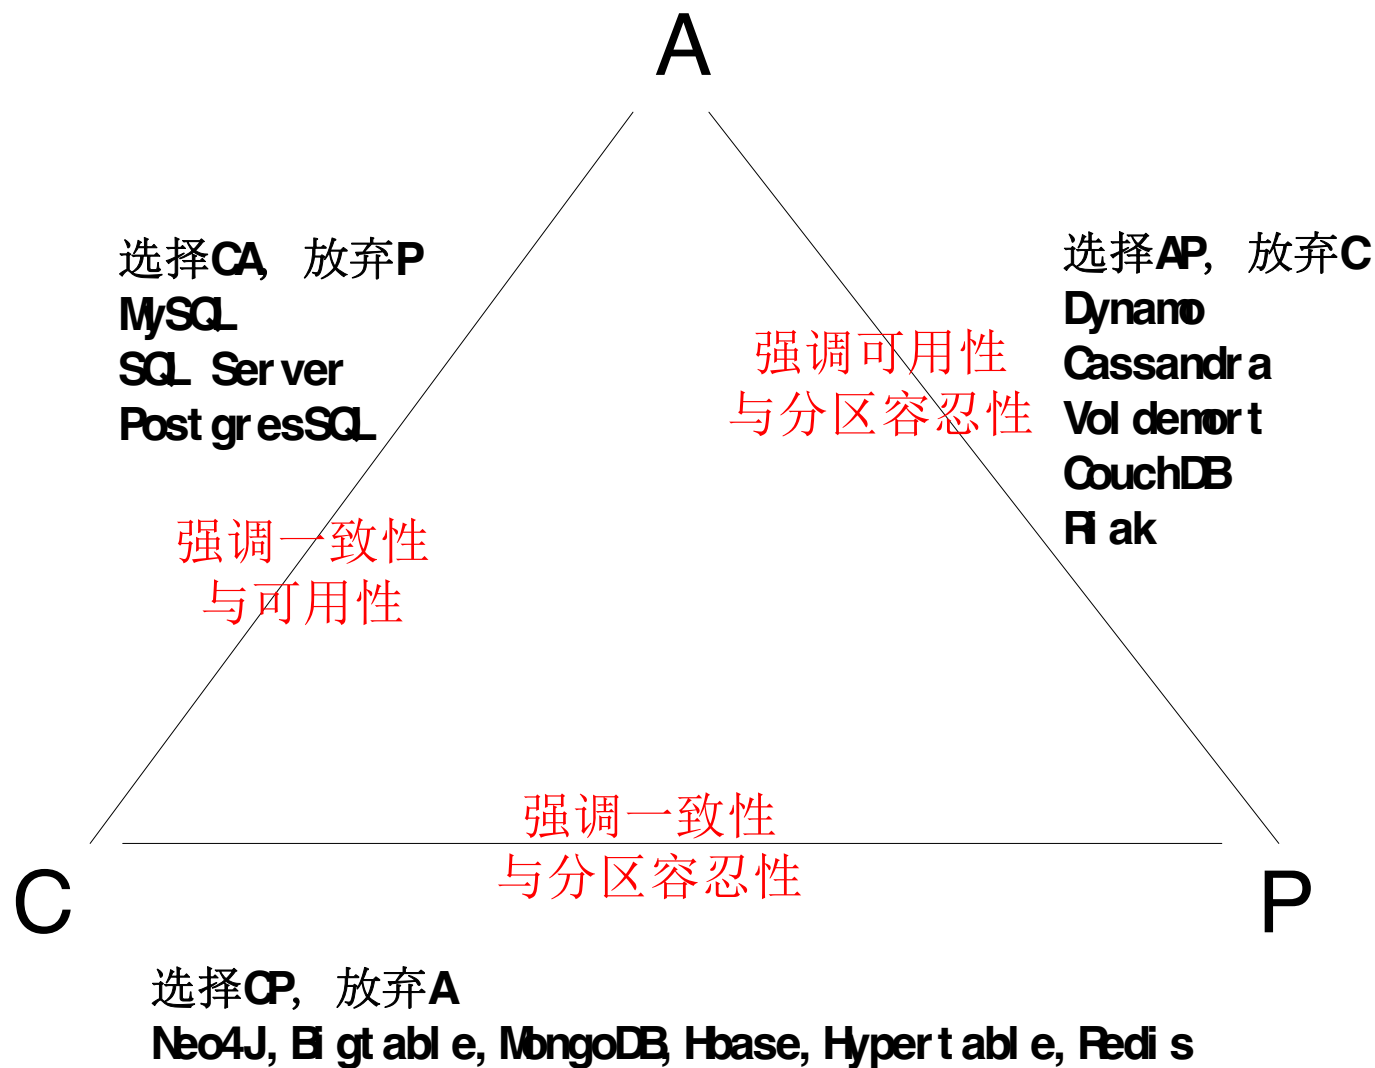 A
选择CA, 放弃P
MySQL
SQL Server
PostgresSQL
强调一致性
与可用性
强调可用性
与分区容忍性
选择AP, 放弃C
Dynamo
Cassandra
Voldemort
CouchDB
Riak
强调一致性
与分区容忍性
C
P
选择CP, 放弃A
Neo4J, Bigtable, MongoDB, Hbase, Hypertable, Redis